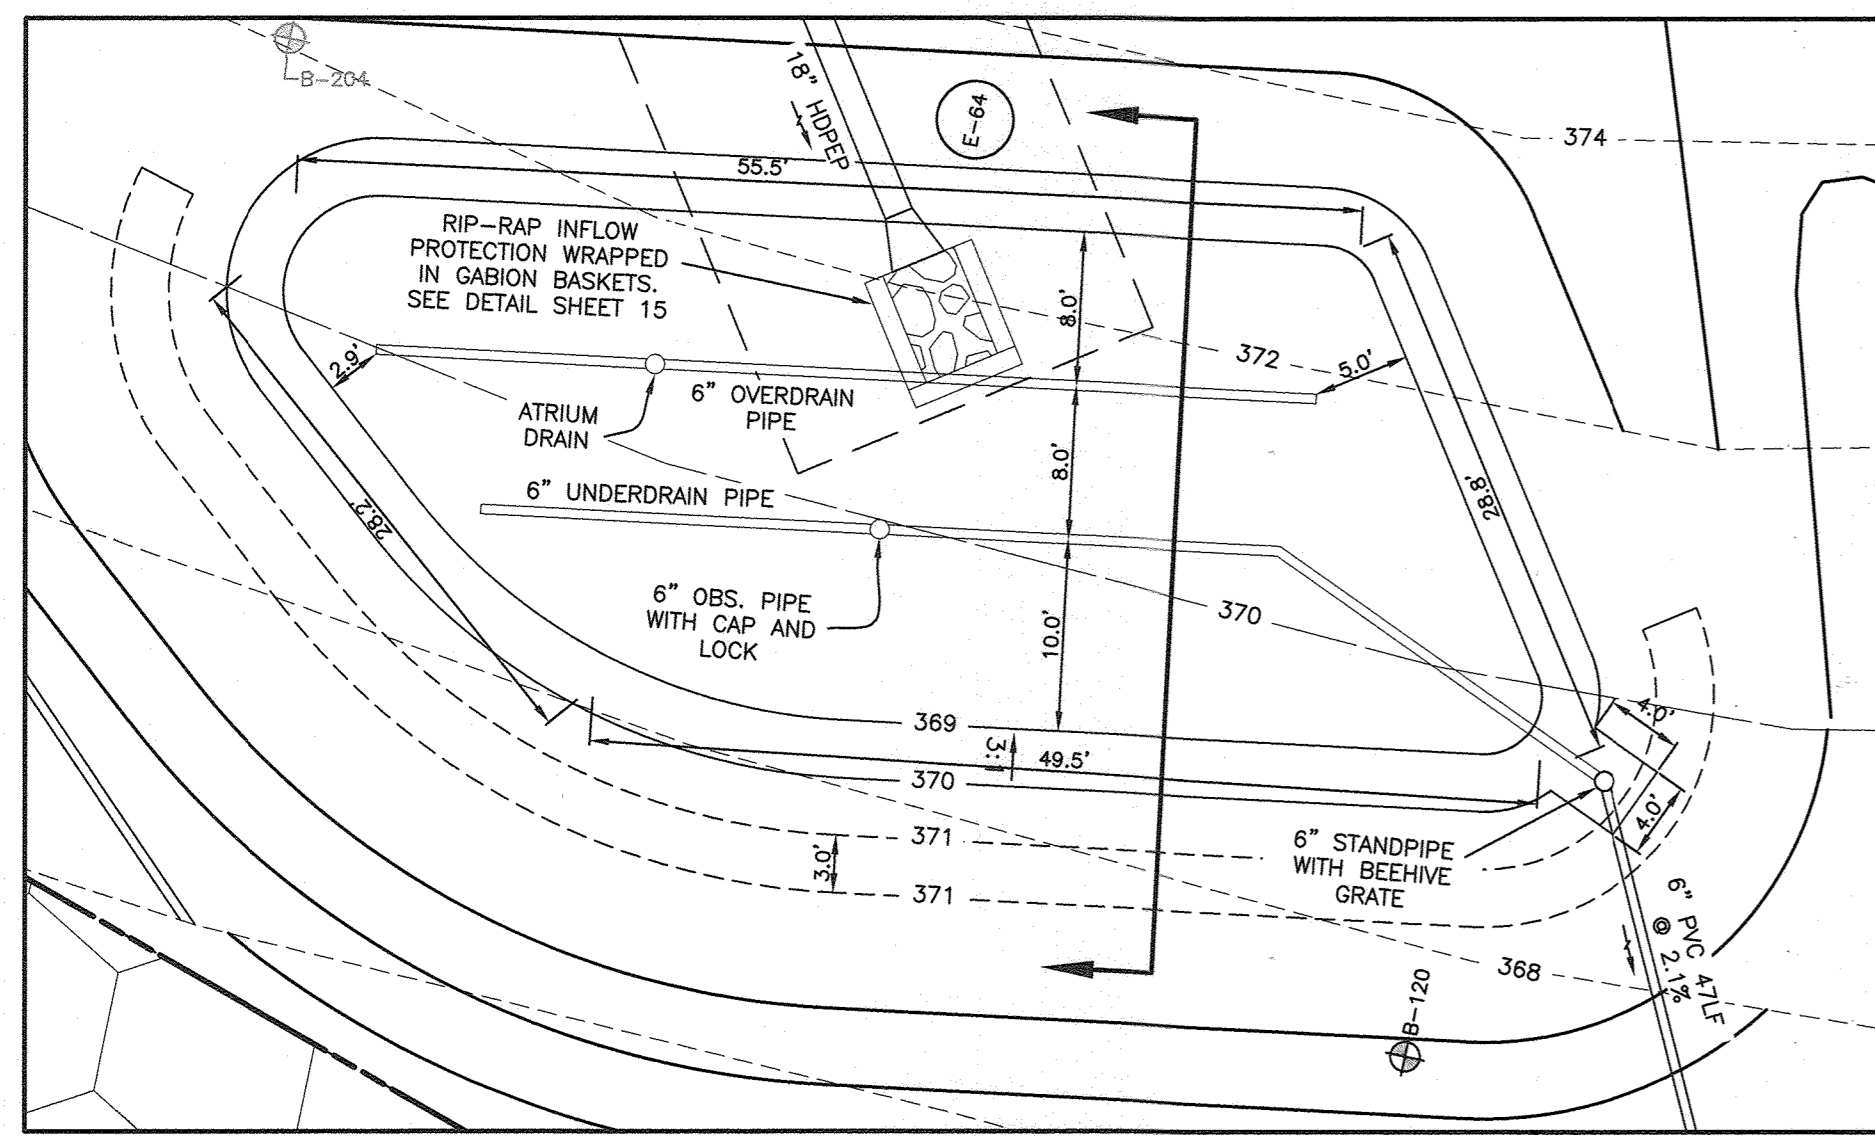 B-204
18" HDPEP
E-64
374
55.5'
RIP-RAP INFLOW
PROTECTION WRAPPED
IN GABION BASKETS.
SEE DETAIL SHEET 15
8.0'
372
5.0'
2.9'
6" OVERDRAIN
PIPE
ATRIUM
DRAIN
8.0'
28.8'
6" UNDERDRAIN PIPE
28.2'
6" OBS. PIPE
WITH CAP AND
LOCK
10.0'
370
369
3:1
49.5'
4.0'
370
4.0'
371
3.0'
371
6" STANDPIPE
WITH BEEHIVE
GRATE
6" PVC 47LF
@ 2.1%
368
B-120